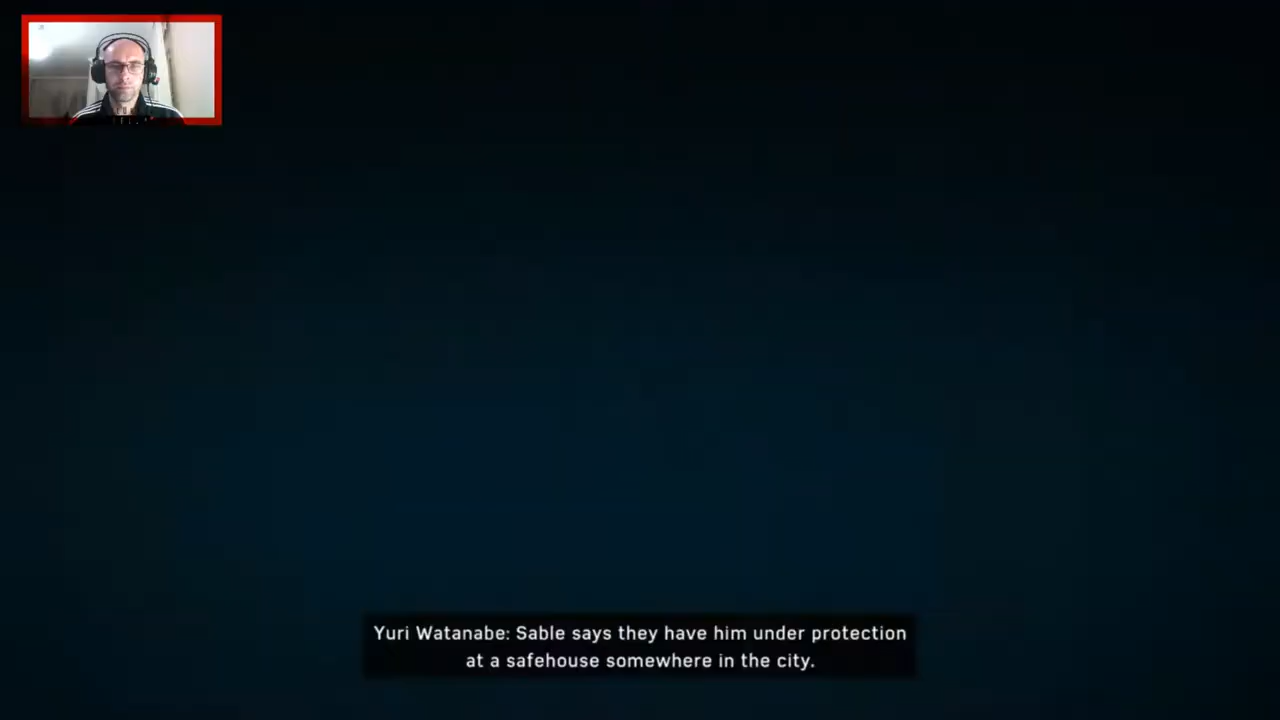 Yuri Watanabe: Sable says they have him under protection
at a safehouse somewhere in the city.